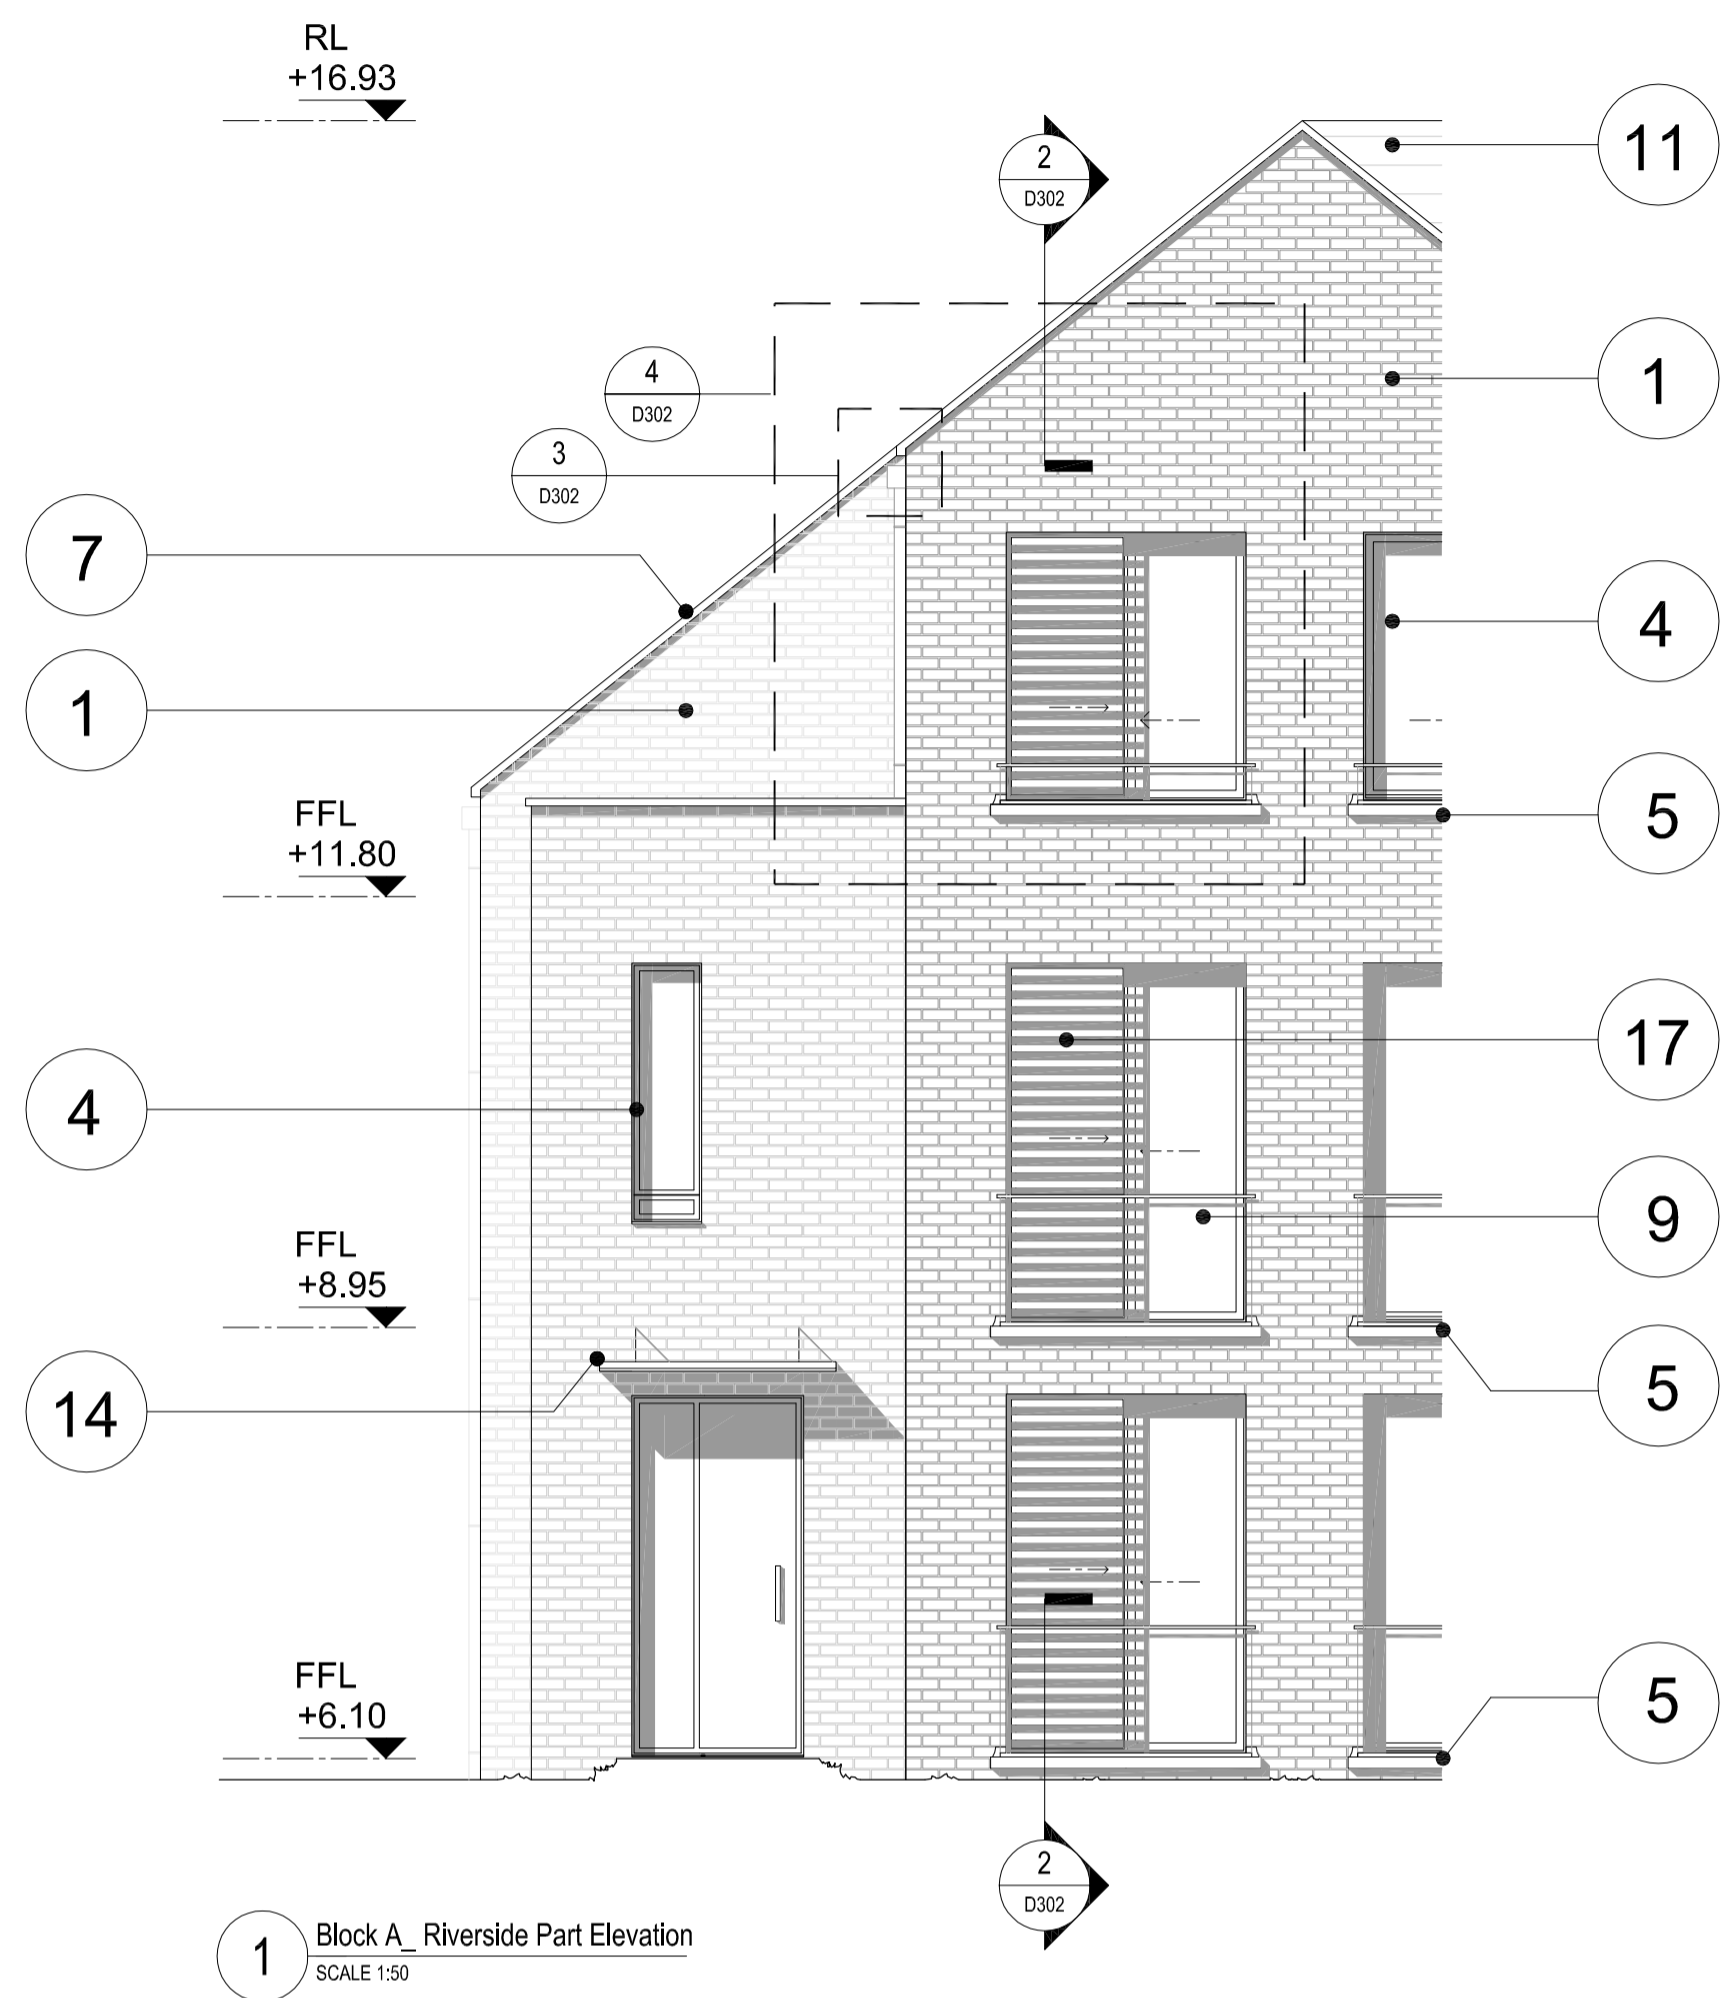 RL
+16.93
11
2
D302
1
4
D302
3
D302
7
4
1
5
FFL
+11.80
17
4
9
FFL
+8.95
5
14
5
FFL
+6.10
2
D302
1
Block A_ Riverside Part Elevation
SCALE 1:50